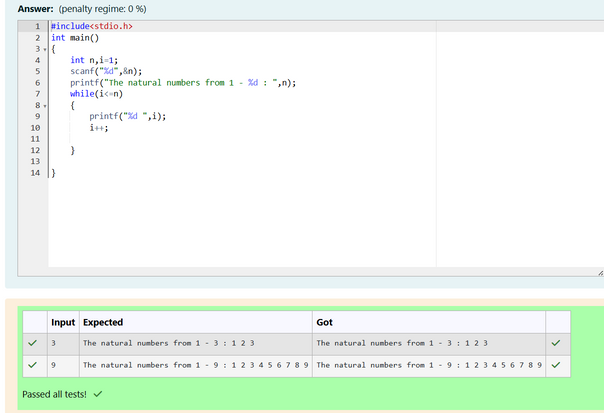 Answer: (penalty regime: 0 %)
1 #include<stdio.h>
2 int main()
3 {
4     int n,i=1;
5     scanf("%d",&n);
6     printf("The natural numbers from 1 - %d : ",n);
7     while(i<=n)
8     {
9         printf("%d ",i);
10         i++;
11
12     }
13
14 }
Input Expected Got
3 The natural numbers from 1 - 3 : 1 2 3 The natural numbers from 1 - 3 : 1 2 3
9 The natural numbers from 1 - 9 : 1 2 3 4 5 6 7 8 9 The natural numbers from 1 - 9 : 1 2 3 4 5 6 7 8 9
Passed all tests!